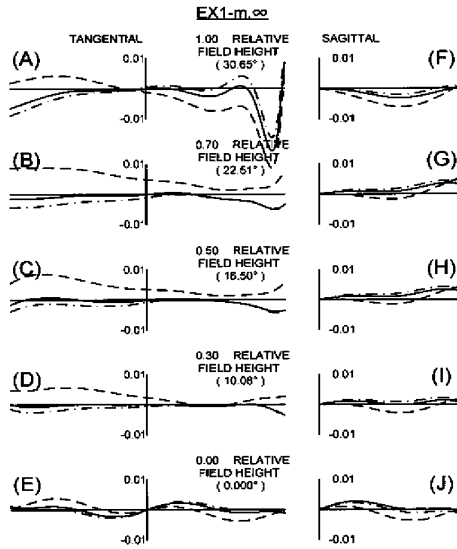 EX1-m.∞
TANGENTIAL 1.00 RELATIVE SAGITTAL
FIELD HEIGHT
( 30.65° )
(A) 0.01 0.01 (F)
-0.01 -0.01
0.70 RELATIVE
FIELD HEIGHT
( 22.51° )
(B) 0.01 0.01 (G)
-0.01 -0.01
0.50 RELATIVE
FIELD HEIGHT
( 16.50° )
(C) 0.01 0.01 (H)
-0.01 -0.01
0.30 RELATIVE
FIELD HEIGHT
( 10.08° )
(D) 0.01 0.01 (I)
-0.01 -0.01
0.00 RELATIVE
FIELD HEIGHT
( 0.000° )
(E) 0.01 0.01 (J)
-0.01 -0.01